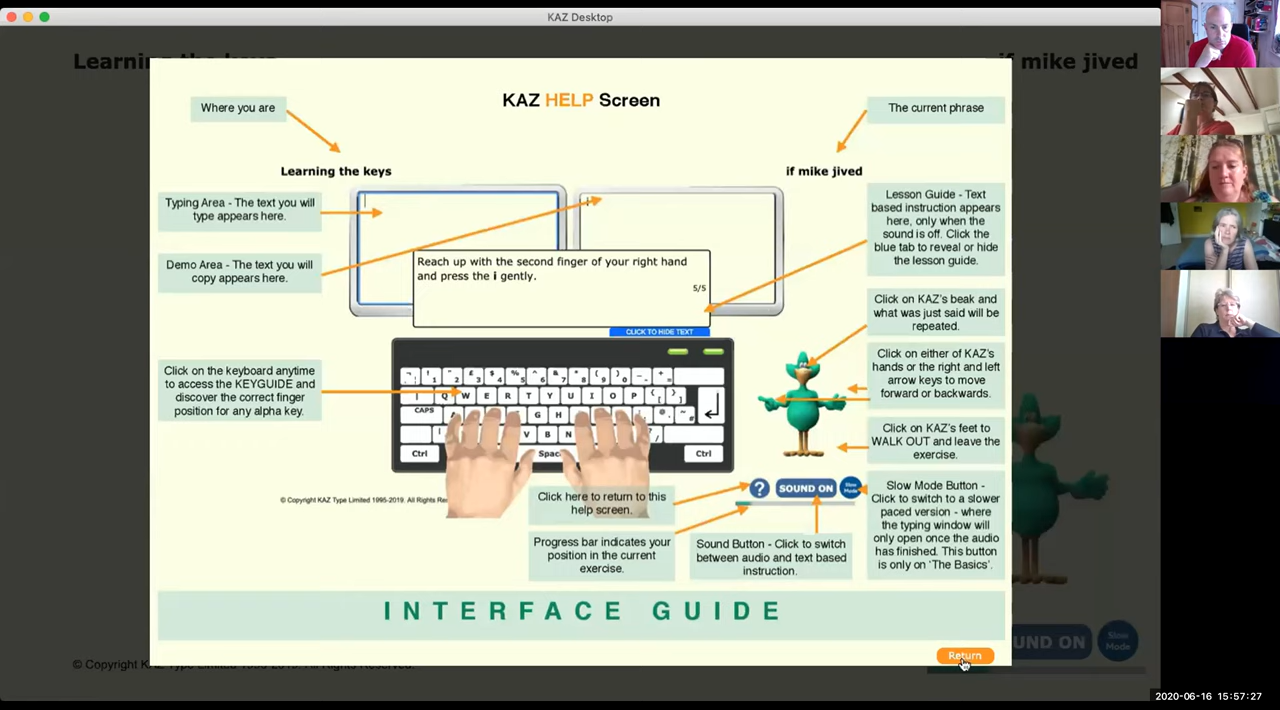 KAZ Desktop
if mike jived
KAZ HELP Screen
Where you are
The current phrase
Learning the keys
if mike jived
Typing Area - The text you will
type appears here.
Demo Area - The text you will
copy appears here.
Reach up with the second finger of your right hand
and press the i gently.
5/5
CLICK TO HIDE TEXT
Lesson Guide - Text
based instruction appears
here, only when the
sound is off. Click the
blue tab to reveal or hide
the lesson guide.
Click on KAZ's beak and
what was just said will be
repeated.
Click on either of KAZ's
hands or the right and left
arrow keys to move
forward or backwards.
Click on KAZ's feet to
WALK OUT and leave the
exercise.
Click on the keyboard anytime
to access the KEYGUIDE and
discover the correct finger
position for any alpha key.
Q W E R T Y U I O P
CAPS
G H
V B N
Ctrl
Spac
Ctrl
© Copyright KAZ Type Limited 1995-2019. All Rights Re
Click here to return to this
help screen.
? SOUND ON Slow Mode
Progress bar indicates your
position in the current
exercise.
Sound Button - Click to switch
between audio and text based
instruction.
Slow Mode Button -
Click to switch to a slower
paced version - where
the typing window will
only open once the audio
has finished. This button
is only on 'The Basics'.
INTERFACE GUIDE
Return
UND ON
Slow
Mode
2020-06-16 15:57:27